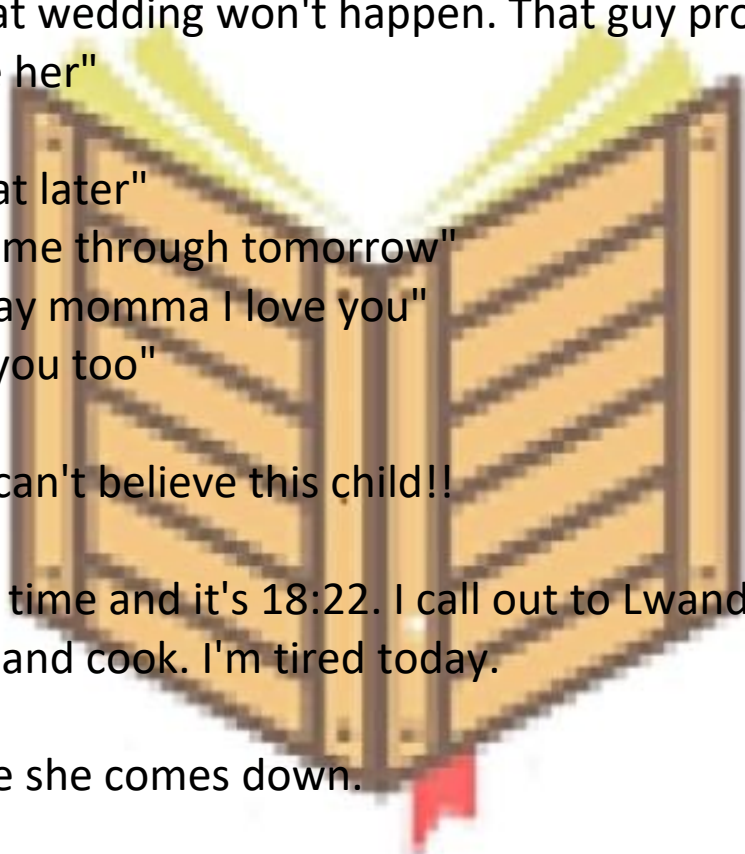 at wedding won't happen. That guy pro
e her"
at later"
me through tomorrow"
ay momma I love you"
you too"
can't believe this child!!
time and it's 18:22. I call out to Lwand
and cook. I'm tired today.
e she comes down.